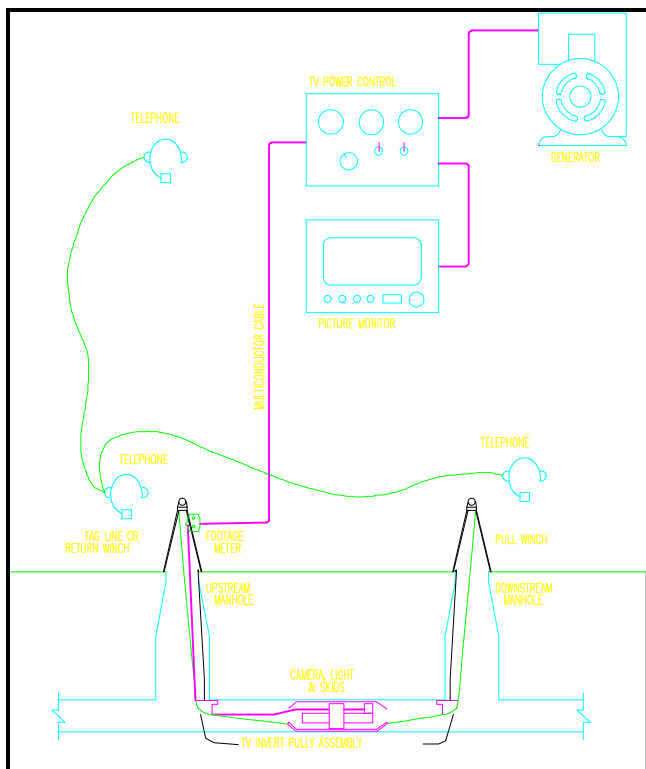 TV POWER CONTROL
TELEPHONE
GENERATOR
MULTICONDUCTOR CABLE
PICTURE MONITOR
TELEPHONE
TELEPHONE
TAG LINE OR
RETURN WINCH
FOOTAGE
METER
PULL WINCH
UPSTREAM
MANHOLE
DOWNSTREAM
MANHOLE
CAMERA, LIGHT
& SKIDS
TV INVERT PULLY ASSEMBLY